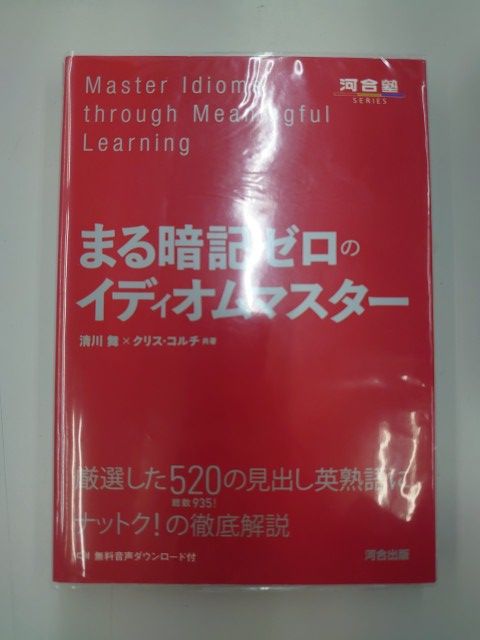 Master Idioms
through Meaningful
Learning
河合塾
SERIES
まる暗記ゼロの
イディオムマスター
清川 舞×クリス・コルチ 共著
厳選した520の見出し英熟語に
総数935!
ナットク!の徹底解説
無料音声ダウンロード付
河合出版